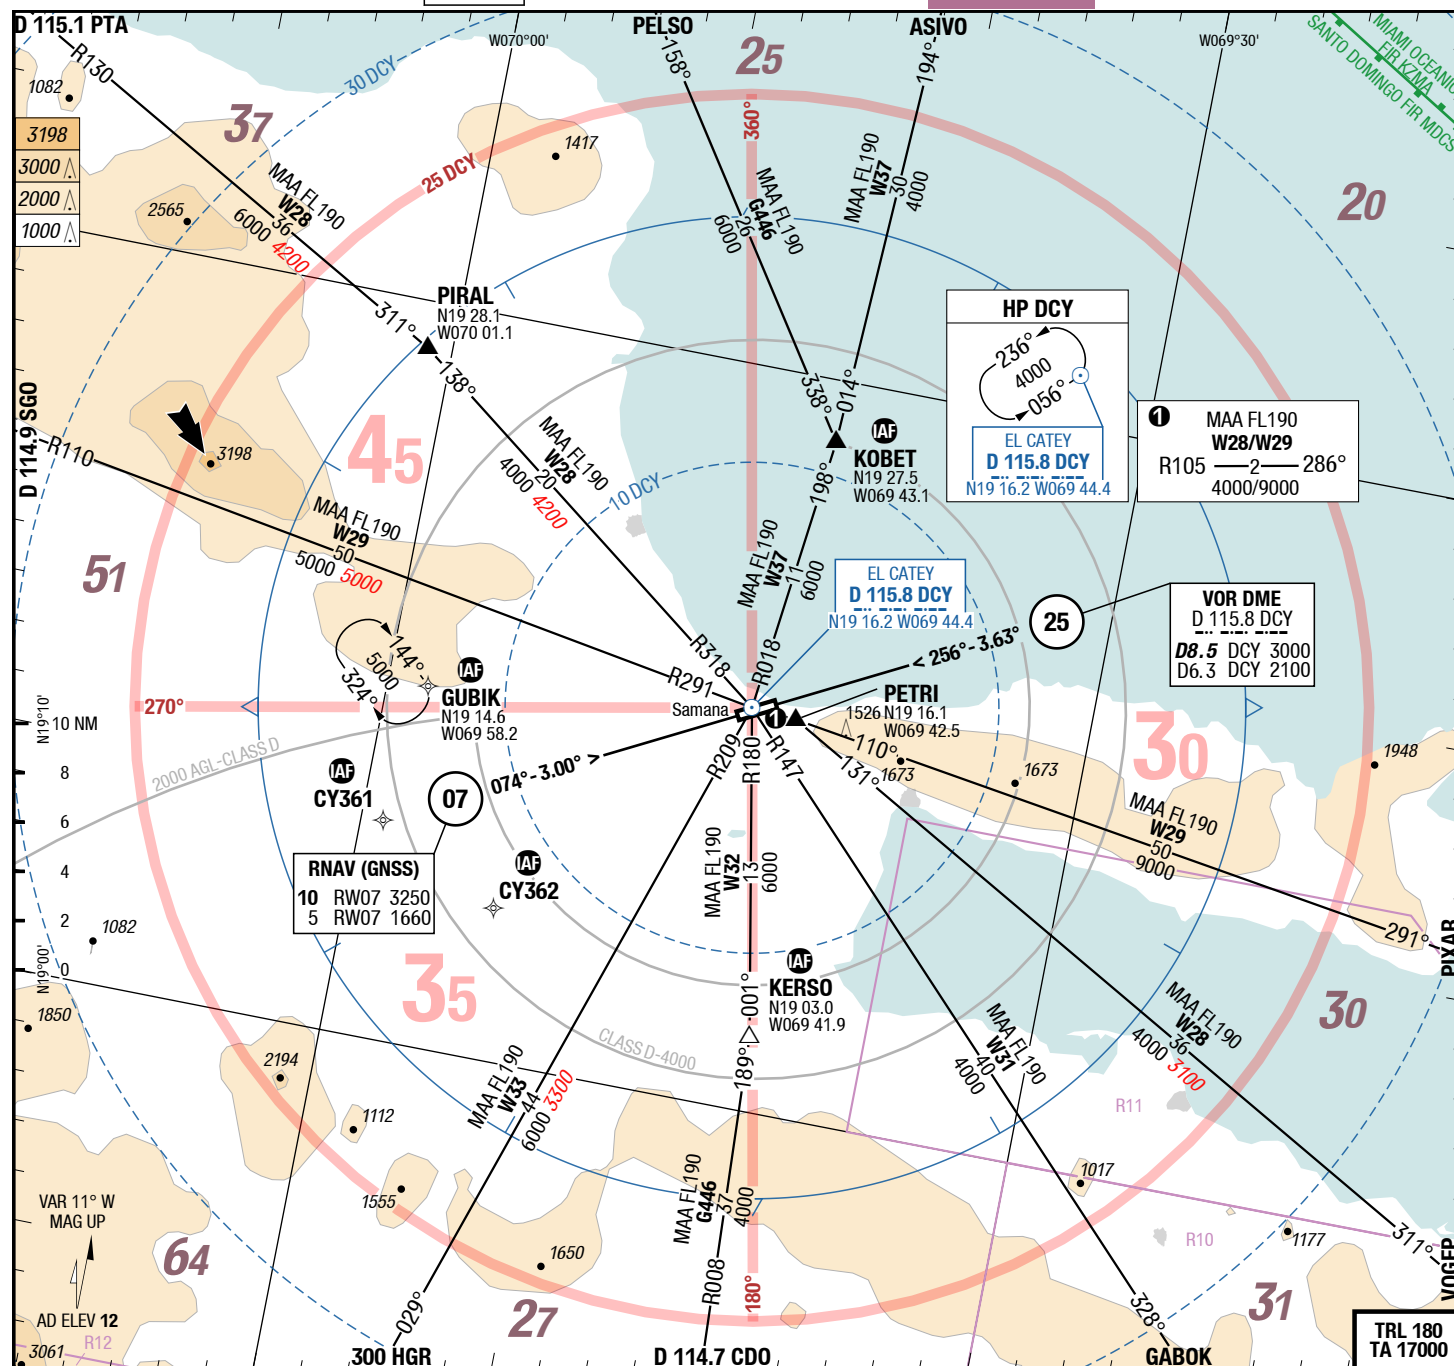 D 115.1 PTA
PELSO
ASIVO
W070°00'
W069°30'
MIAMI OCEANIC
FIR KZMA
SANTO DOMINGO FIR MDCS
R130
30 DCY
158°
25
194°
360°
1082
37
3198
3000
2000
1000
1417
25 DCY
2565
MAA FL190
W28
36
6000 4200
MAA FL190
G446
26
6000
MAA FL190
W37
30
4000
20
311°
PIRAL
N19 28.1
W070 01.1
138°
338°
014°
HP DCY
236°
4000
056°
EL CATEY
D 115.8 DCY
N19 16.2 W069 44.4
1
MAA FL190
W28/W29
R105 2 286°
4000/9000
D 114.9 SGO
R110
3198
45
MAA FL190
W28
20
4000 4200
10 DCY
IAF
KOBET
N19 27.5
W069 43.1
198°
51
MAA FL190
W29
50
5000 5000
MAA FL190
W37
11
6000
EL CATEY
D 115.8 DCY
N19 16.2 W069 44.4
25
VOR DME
D 115.8 DCY
D8.5 DCY 3000
D6.3 DCY 2100
< 256°- 3.63°
144°
5000
324°
IAF
GUBIK
N19 14.6
W069 58.2
R318
R291
R018
270°
Samana
1
PETRI
N19 16.1
W069 42.5
1526
N19°10'
10 NM
8
6
4
2
0
N19°00'
2000 AGL-CLASS D
IAF
CY361
07
074°- 3.00° >
R209
R180
R147
110°
131°
1673
1673
30
1948
MAA FL190
W29
50
9000
291°
PIXAR
RNAV (GNSS)
10 RW07 3250
5 RW07 1660
IAF
CY362
MAA FL190
W32
13
6000
1082
35
IAF
KERSO
N19 03.0
W069 41.9
001°
189°
CLASS D-4000
1850
2194
1112
1555
1650
MAA FL190
W33
44
6000 3300
MAA FL190
W31
40
4000
MAA FL190
W28
36
4000 3100
30
R11
R10
1017
1177
311°
VOGEP
MAA FL190
G446
37
4000
R008
180°
VAR 11° W
MAG UP
AD ELEV 12
64
R12
3061
029°
27
328°
31
300 HGR
D 114.7 CDO
GABOK
TRL 180
TA 17000